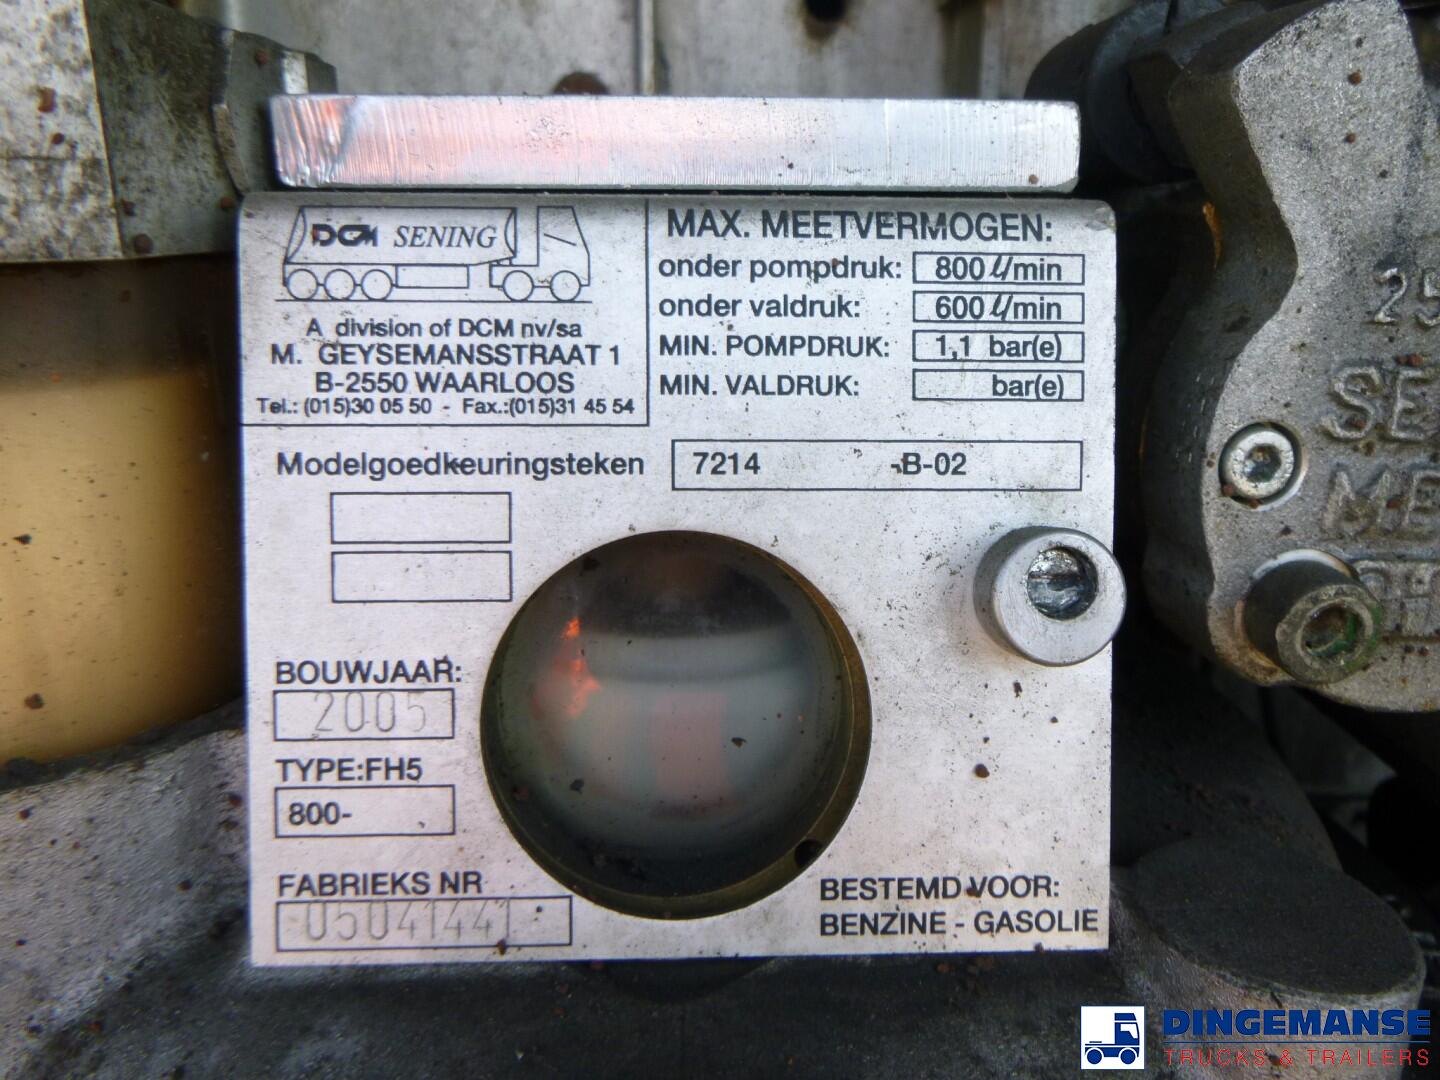 DCM SENING
A division of DCM nv/sa
M. GEYSEMANSSTRAAT 1
B-2550 WAARLOOS
Tel.: (015)30 05 50 - Fax.:(015)31 45 54
MAX. MEETVERMOGEN:
onder pompdruk: 800 ℓ/min
onder valdruk: 600 ℓ/min
MIN. POMPDRUK: 1,1 bar(e)
MIN. VALDRUK: bar(e)
Modelgoedkeuringsteken 7214 -B-02
BOUWJAAR:
2005
TYPE:FH5
800-
FABRIEKS NR
05041441
BESTEMD VOOR:
BENZINE - GASOLIE
DINGEMANSE
TRUCKS & TRAILERS